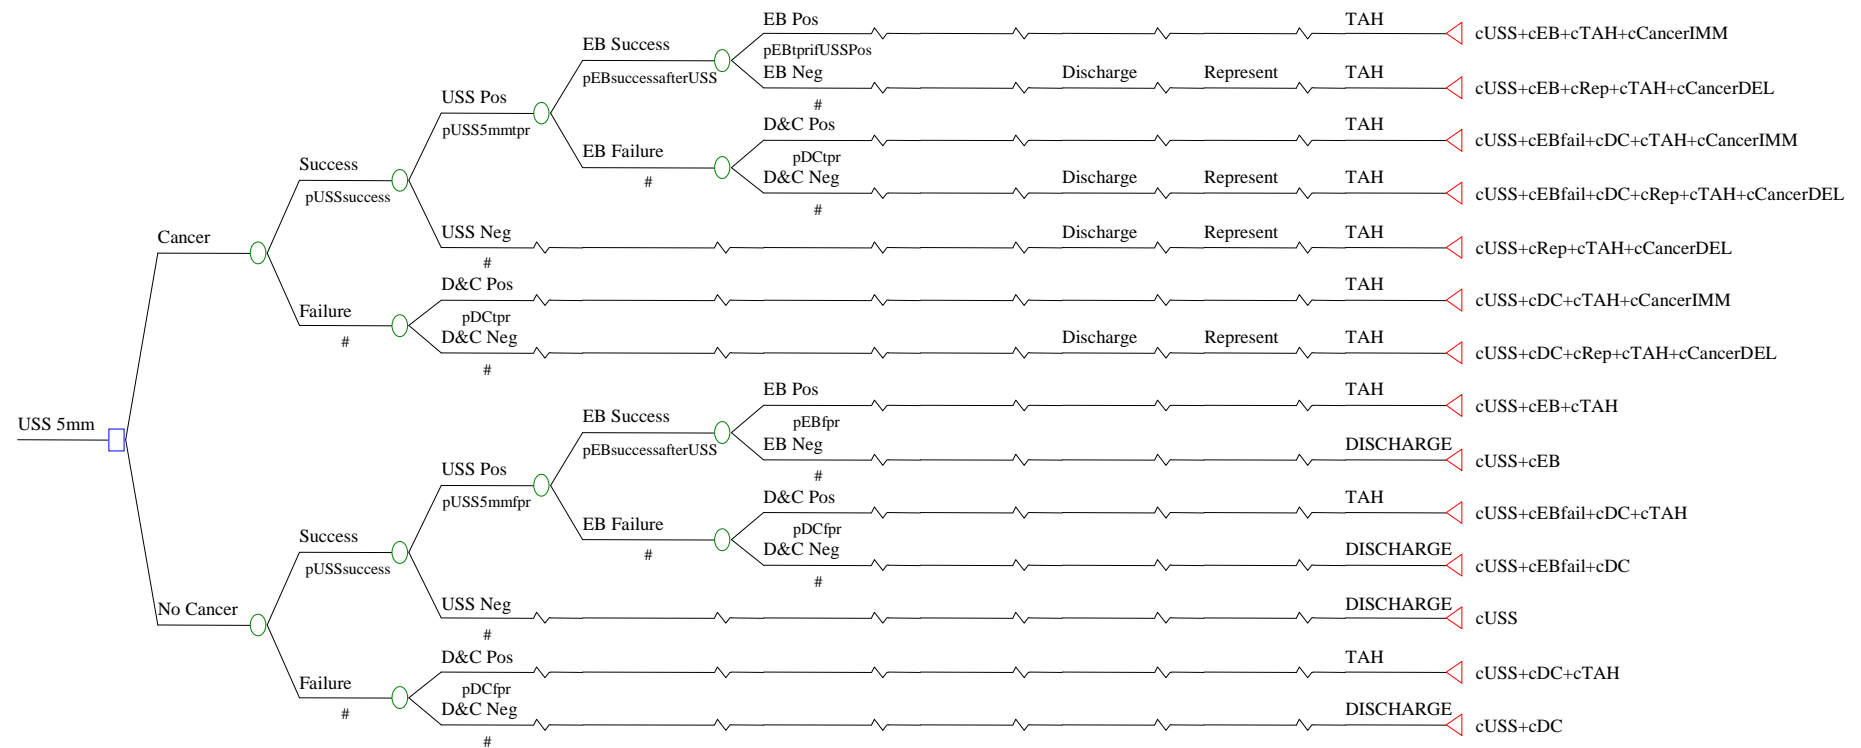 EB Pos TAH cUSS+cEB+cTAH+cCancerIMM
EB Success pEBtprifUSSPos
pEBsuccessafterUSS EB Neg Discharge Represent TAH cUSS+cEB+cRep+cTAH+cCancerDEL
#
USS Pos
pUSS5mmtpr
D&C Pos TAH cUSS+cEBfail+cDC+cTAH+cCancerIMM
EB Failure pDCtpr
# D&C Neg Discharge Represent TAH cUSS+cEBfail+cDC+cRep+cTAH+cCancerDEL
#
Success
pUSSsuccess
USS Neg Discharge Represent TAH cUSS+cRep+cTAH+cCancerDEL
#
Cancer
D&C Pos TAH cUSS+cDC+cTAH+cCancerIMM
Failure pDCtpr
# D&C Neg Discharge Represent TAH cUSS+cDC+cRep+cTAH+cCancerDEL
#
USS 5mm
EB Pos TAH cUSS+cEB+cTAH
EB Success pEBfpr
pEBsuccessafterUSS EB Neg DISCHARGE cUSS+cEB
#
USS Pos
pUSS5mmfpr
D&C Pos TAH cUSS+cEBfail+cDC+cTAH
EB Failure pDCfpr
# D&C Neg DISCHARGE cUSS+cEBfail+cDC
#
Success
pUSSsuccess
USS Neg DISCHARGE cUSS
#
No Cancer
D&C Pos TAH cUSS+cDC+cTAH
Failure pDCfpr
# D&C Neg DISCHARGE cUSS+cDC
#